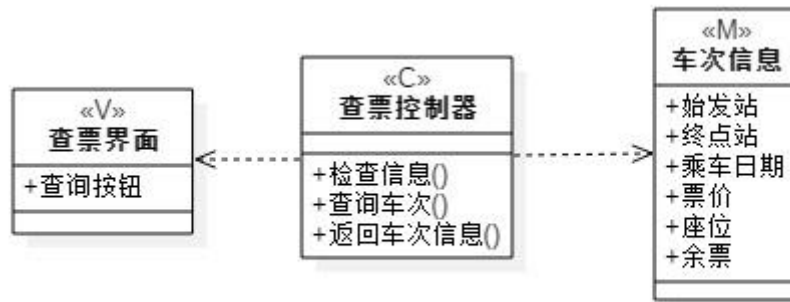 «V»
查票界面
+查询按钮
«C»
查票控制器
+检查信息()
+查询车次()
+返回车次信息()
«M»
车次信息
+始发站
+终点站
+乘车日期
+票价
+座位
+余票